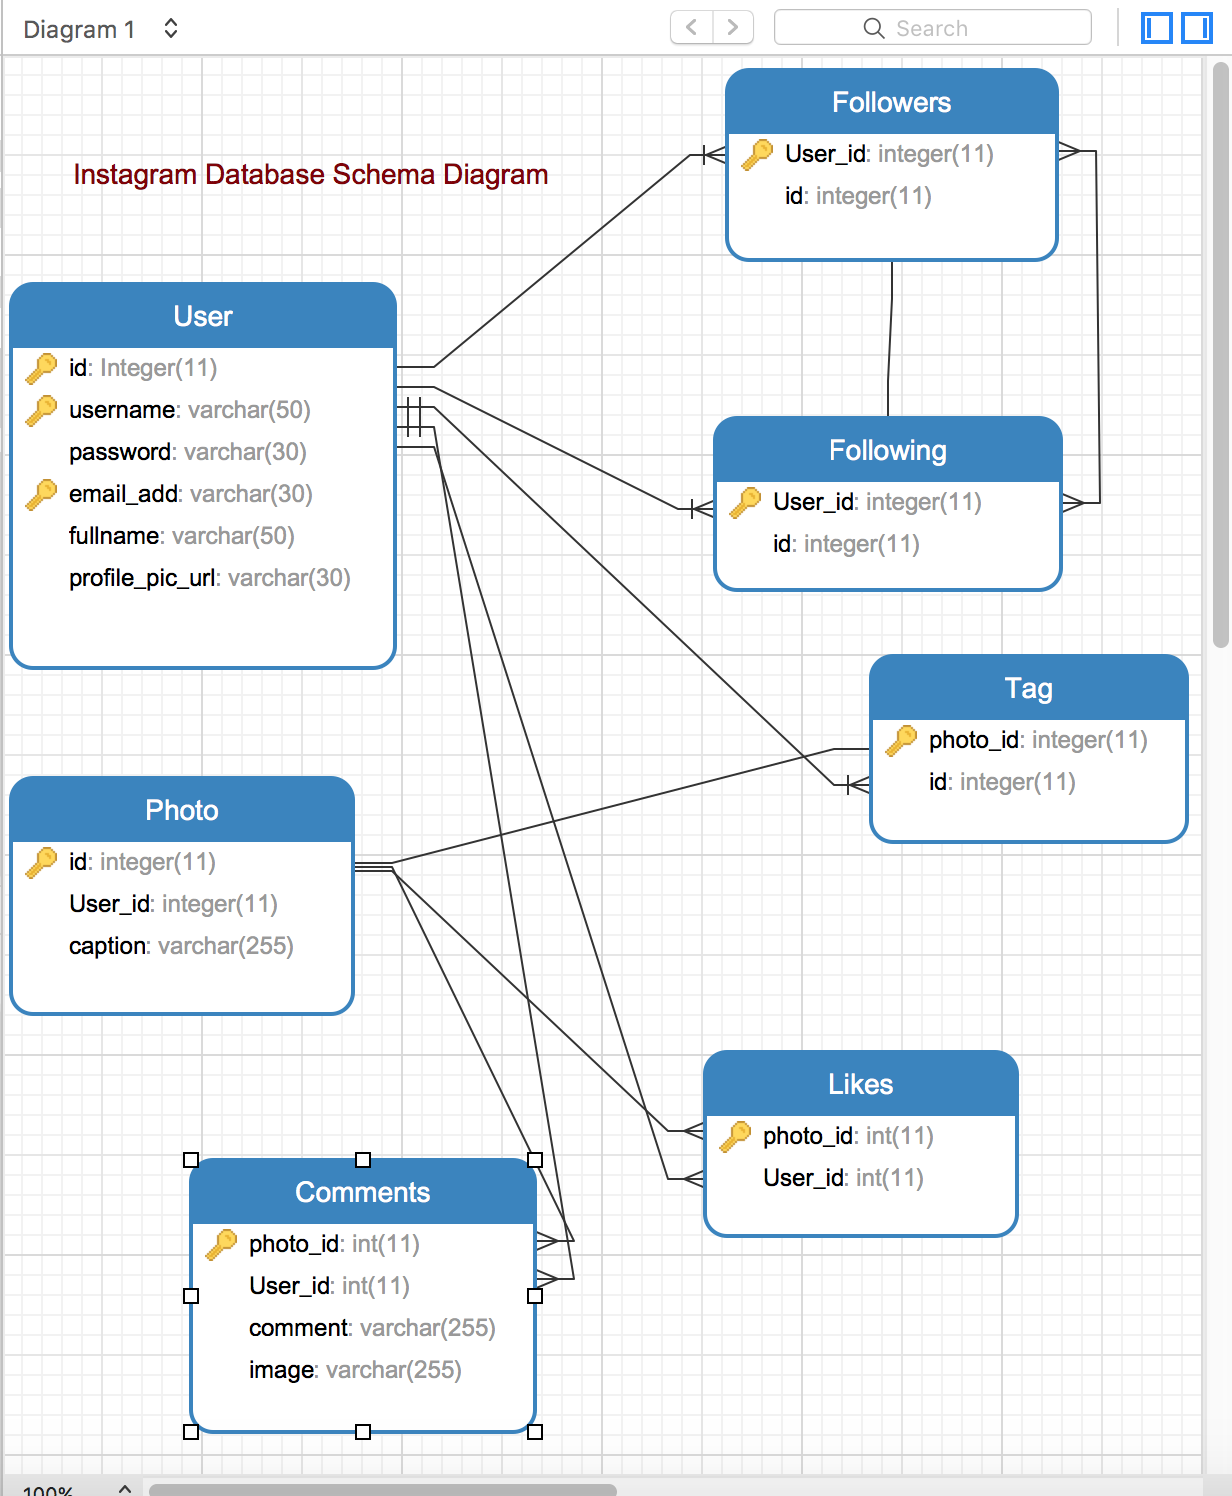 Diagram 1
Search
Instagram Database Schema Diagram
Followers
User_id: integer(11)
id: integer(11)
User
id: Integer(11)
username: varchar(50)
password: varchar(30)
email_add: varchar(30)
fullname: varchar(50)
profile_pic_url: varchar(30)
Following
User_id: integer(11)
id: integer(11)
Tag
photo_id: integer(11)
id: integer(11)
Photo
id: integer(11)
User_id: integer(11)
caption: varchar(255)
Likes
photo_id: int(11)
User_id: int(11)
Comments
photo_id: int(11)
User_id: int(11)
comment: varchar(255)
image: varchar(255)
100%